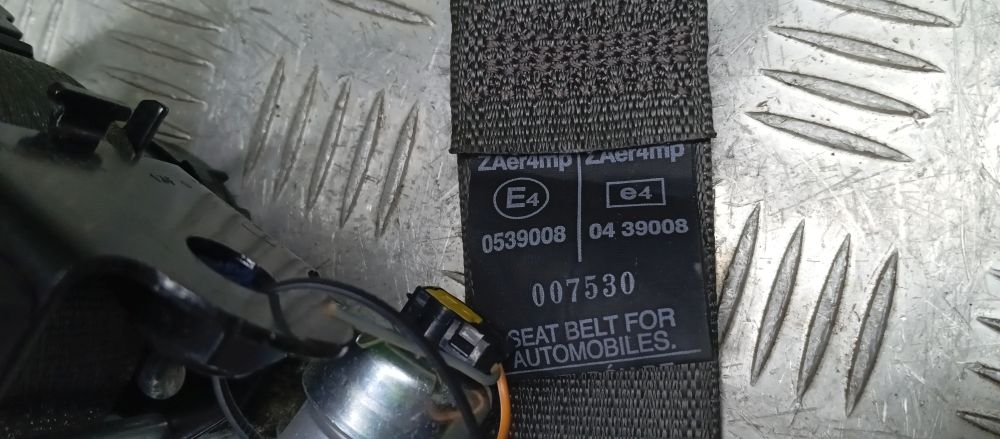 ZAer4mp ZAer4mp
E4 e4
0539008 04 39008
007530
SEAT BELT FOR
AUTOMOBILES.